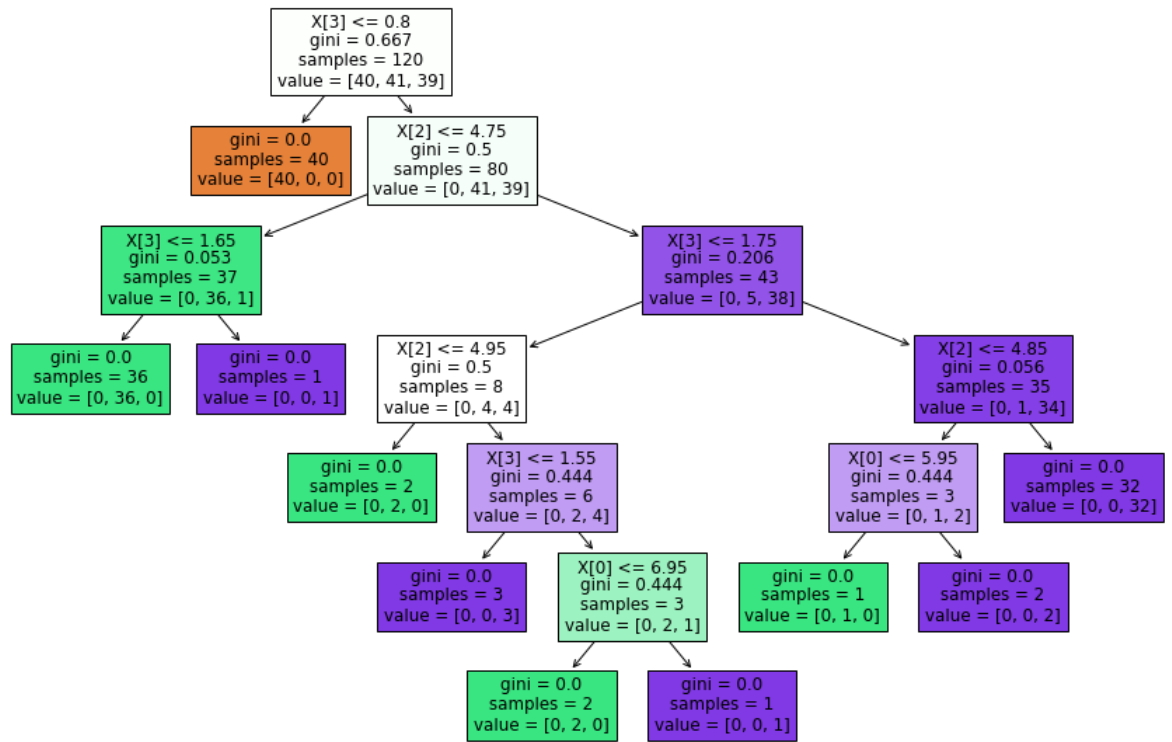 X[3] <= 0.8
gini = 0.667
samples = 120
value = [40, 41, 39]
gini = 0.0
samples = 40
value = [40, 0, 0]
X[2] <= 4.75
gini = 0.5
samples = 80
value = [0, 41, 39]
X[3] <= 1.65
gini = 0.053
samples = 37
value = [0, 36, 1]
X[3] <= 1.75
gini = 0.206
samples = 43
value = [0, 5, 38]
gini = 0.0
samples = 36
value = [0, 36, 0]
gini = 0.0
samples = 1
value = [0, 0, 1]
X[2] <= 4.95
gini = 0.5
samples = 8
value = [0, 4, 4]
X[2] <= 4.85
gini = 0.056
samples = 35
value = [0, 1, 34]
gini = 0.0
samples = 2
value = [0, 2, 0]
X[3] <= 1.55
gini = 0.444
samples = 6
value = [0, 2, 4]
X[0] <= 5.95
gini = 0.444
samples = 3
value = [0, 1, 2]
gini = 0.0
samples = 32
value = [0, 0, 32]
gini = 0.0
samples = 3
value = [0, 0, 3]
X[0] <= 6.95
gini = 0.444
samples = 3
value = [0, 2, 1]
gini = 0.0
samples = 1
value = [0, 1, 0]
gini = 0.0
samples = 2
value = [0, 0, 2]
gini = 0.0
samples = 2
value = [0, 2, 0]
gini = 0.0
samples = 1
value = [0, 0, 1]